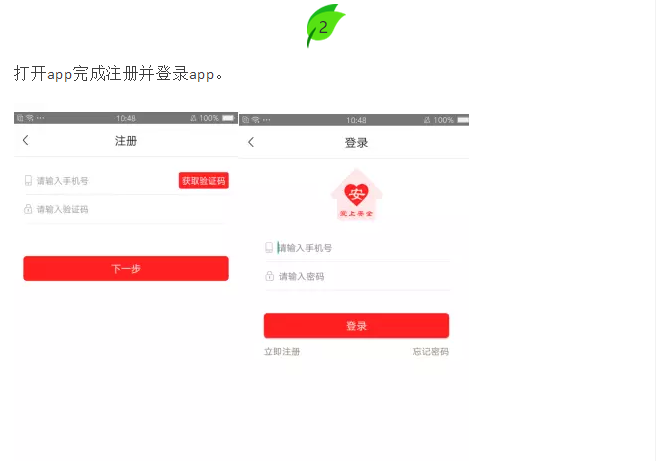 2
打开app完成注册并登录app。
10:48
100%
注册
请输入手机号
获取验证码
请输入验证码
下一步
10:48
100%
登录
安
爱上美金
请输入手机号
请输入密码
登录
立即注册
忘记密码